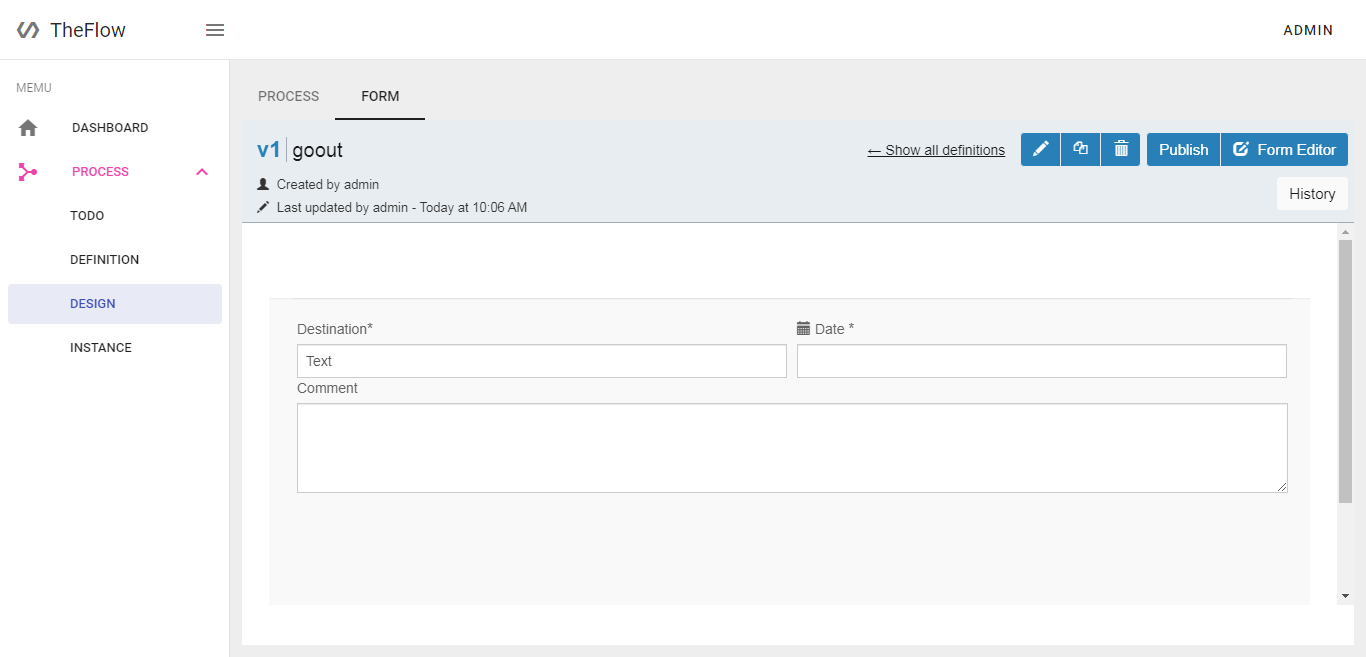 TheFlow
ADMIN
MEMU
DASHBOARD
PROCESS
TODO
DEFINITION
DESIGN
INSTANCE
PROCESS FORM
v1 goout
← Show all definitions
Publish
Form Editor
Created by admin
Last updated by admin - Today at 10:06 AM
History
Destination*
Date *
Text
Comment